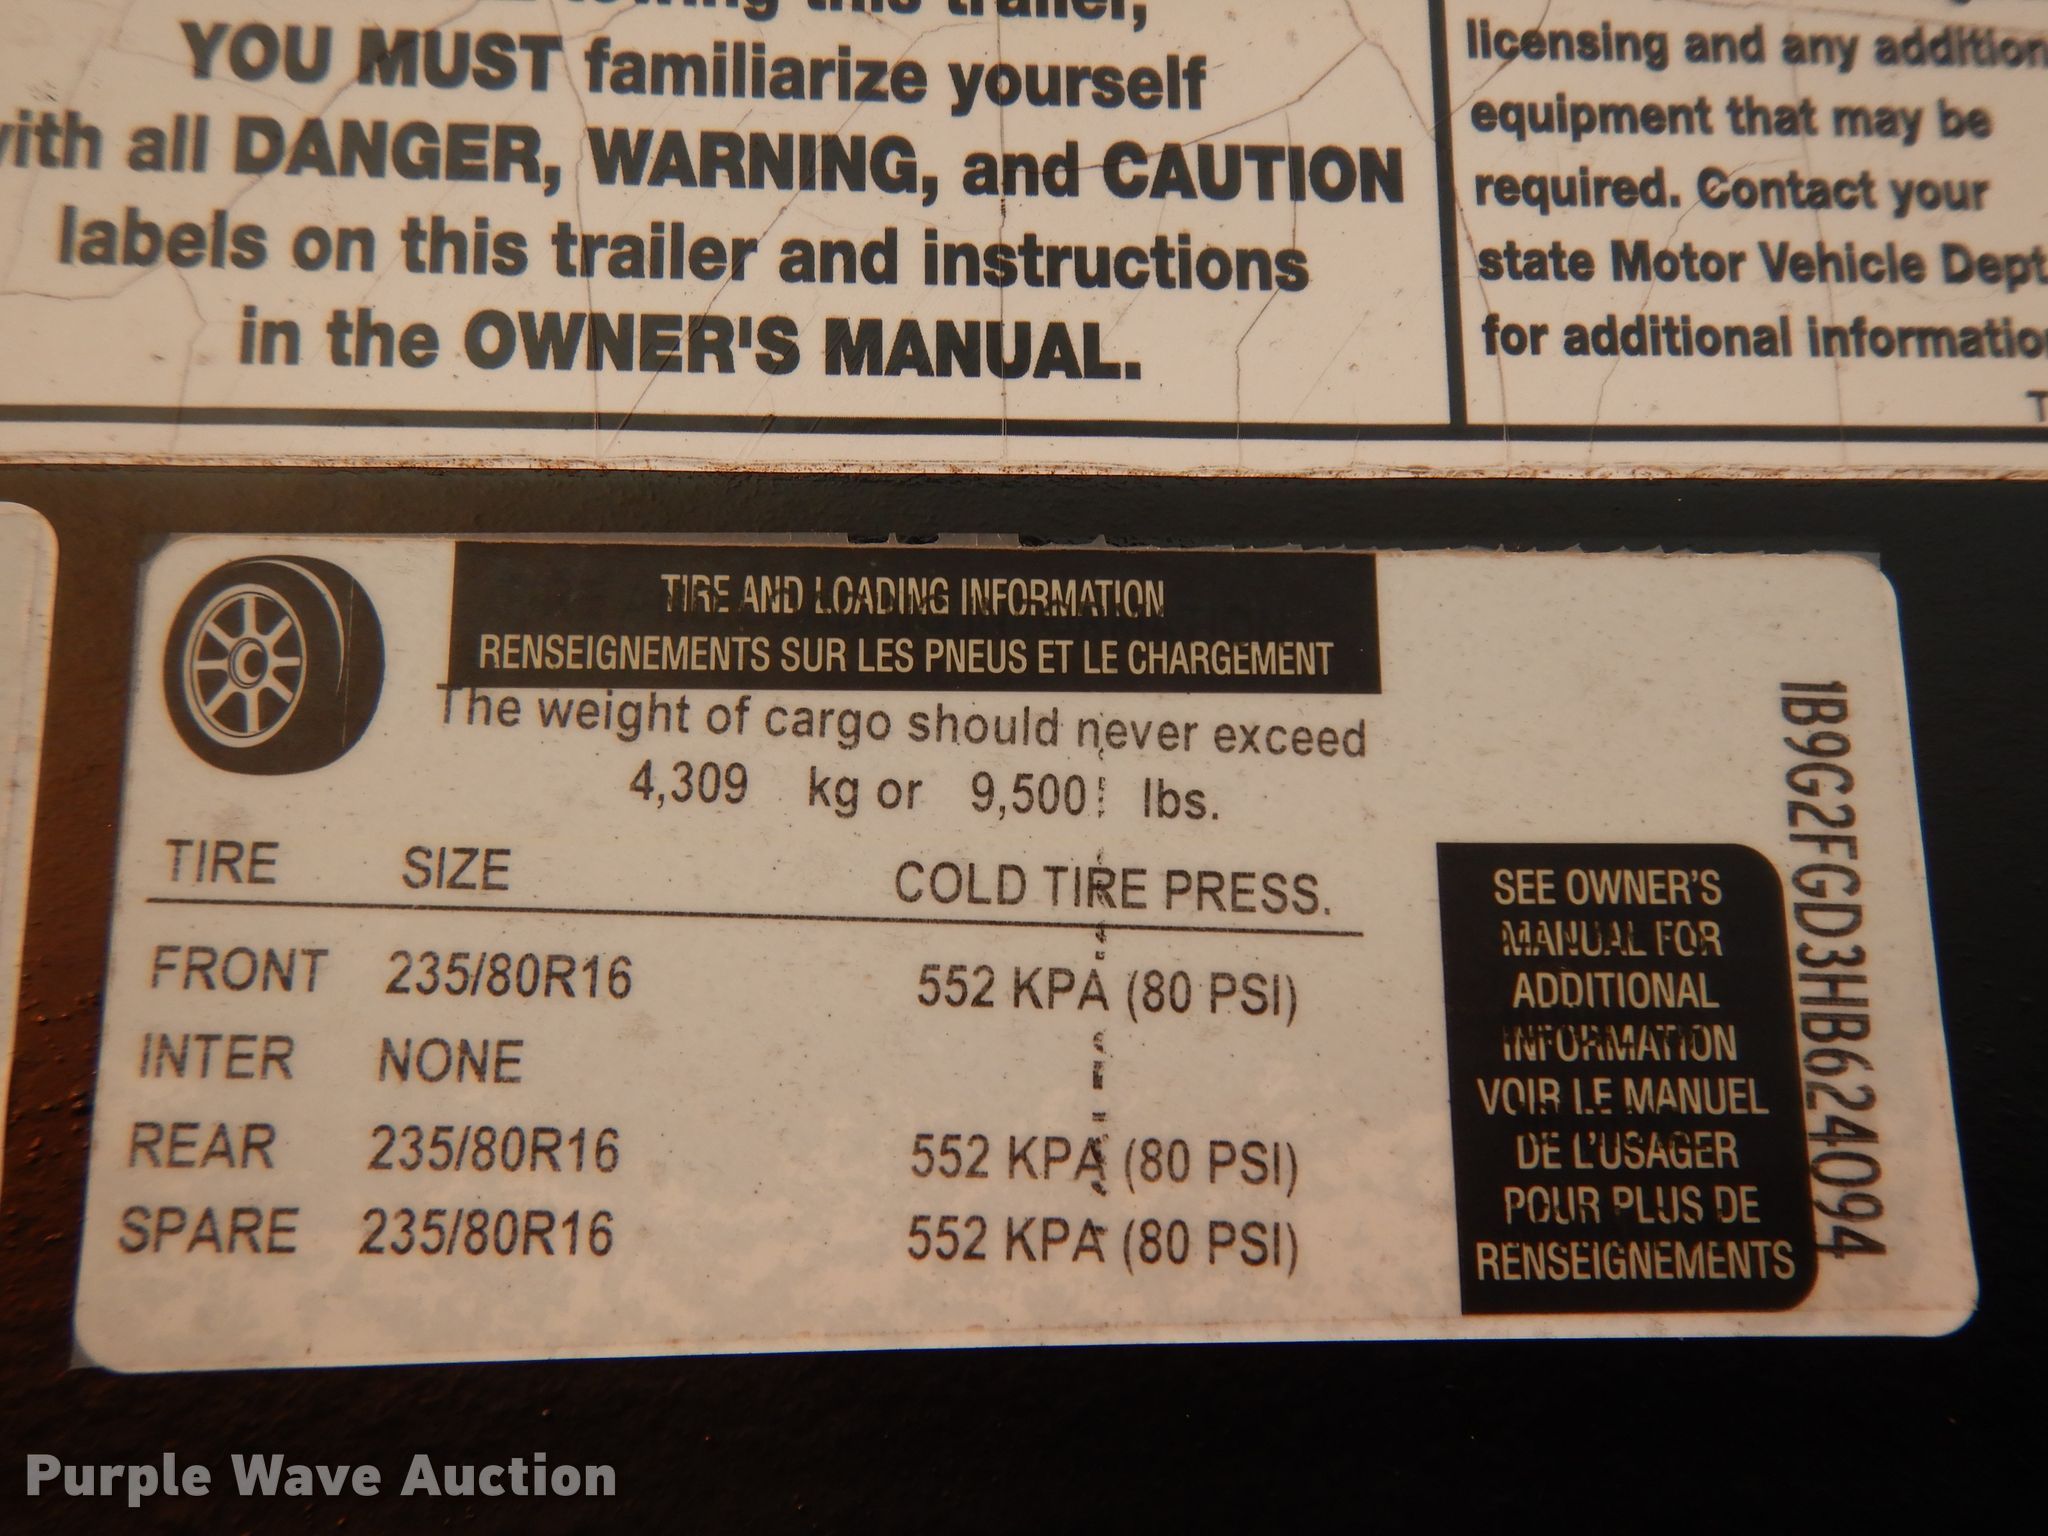 towing this trailer,
YOU MUST familiarize yourself
with all DANGER, WARNING, and CAUTION
labels on this trailer and instructions
in the OWNER'S MANUAL.
licensing and any addition
equipment that may be
required. Contact your
state Motor Vehicle Dept.
for additional informatio
TIRE AND LOADING INFORMATION
RENSEIGNEMENTS SUR LES PNEUS ET LE CHARGEMENT
The weight of cargo should never exceed
4,309 kg or 9,500 lbs.
TIRE SIZE COLD TIRE PRESS.
FRONT 235/80R16 552 KPA (80 PSI)
INTER NONE
REAR 235/80R16 552 KPA (80 PSI)
SPARE 235/80R16 552 KPA (80 PSI)
SEE OWNER'S
MANUAL FOR
ADDITIONAL
INFORMATION
VOIR LE MANUEL
DE L'USAGER
POUR PLUS DE
RENSEIGNEMENTS
1B9G2FGD3HB624094
Purple Wave Auction